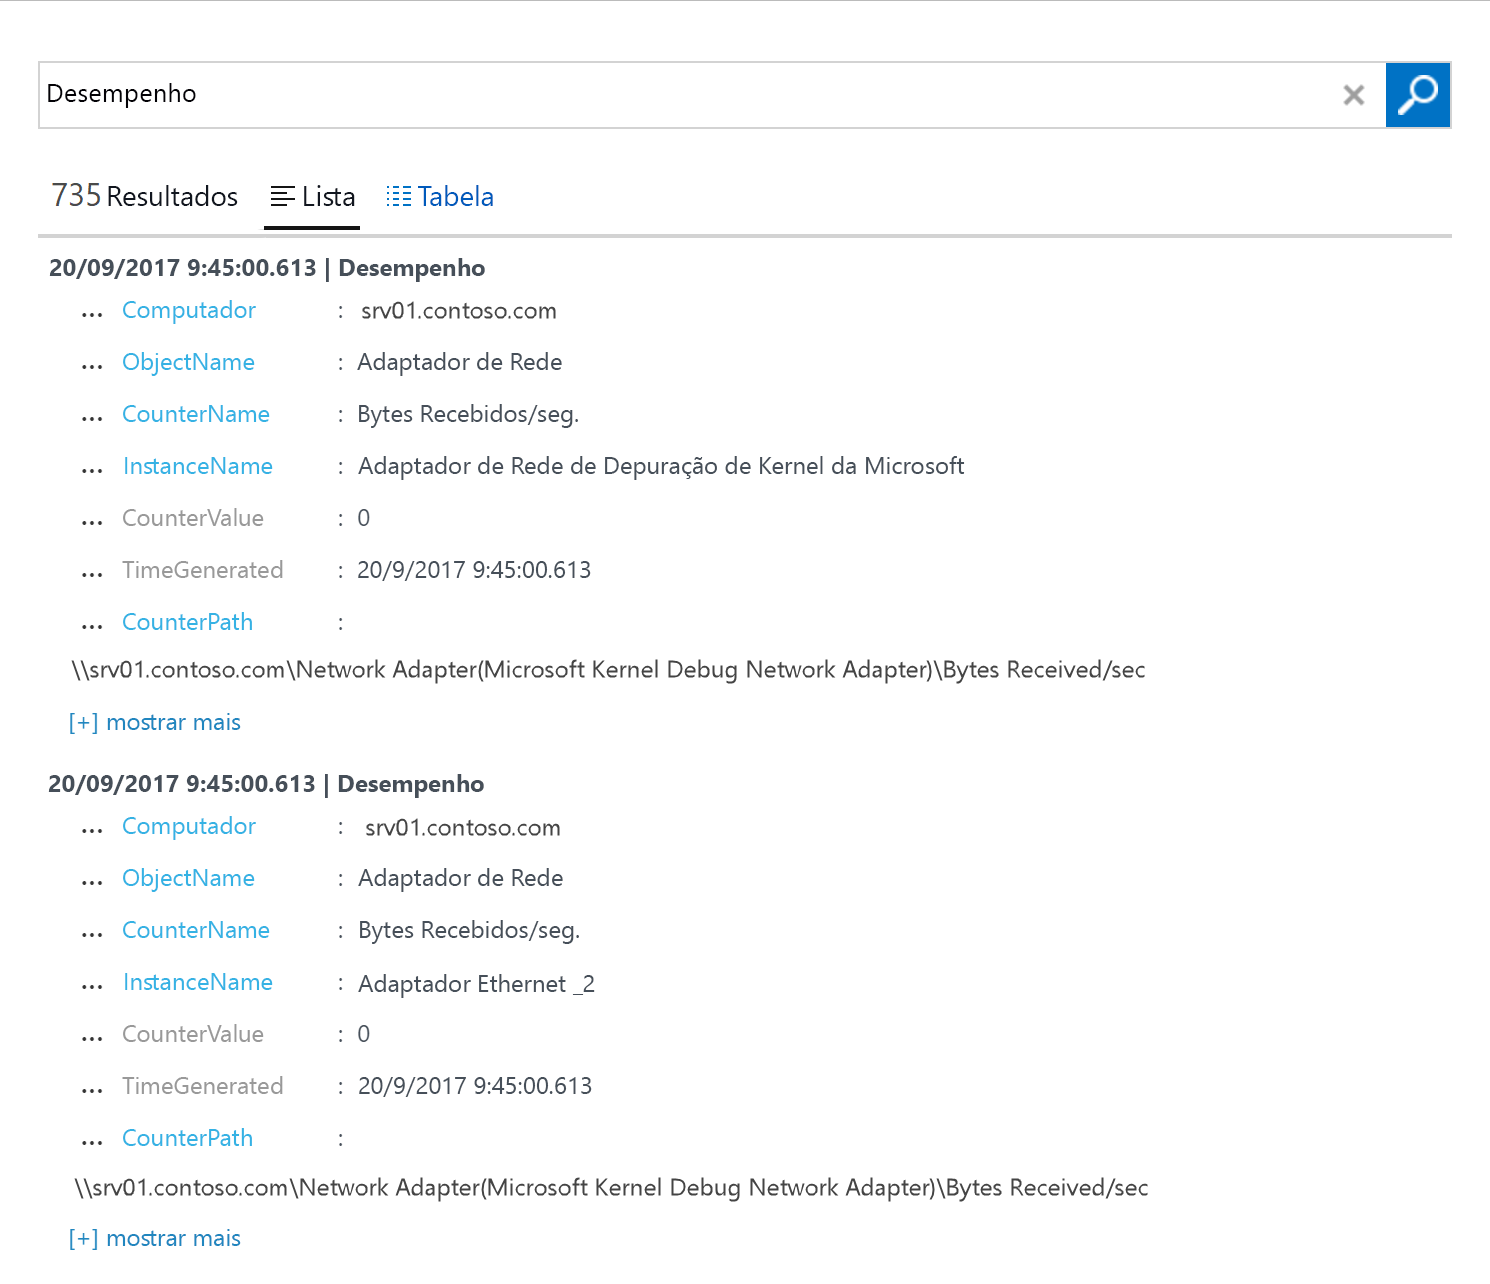 Desempenho
735 Resultados Lista Tabela
20/09/2017 9:45:00.613 | Desempenho
... Computador : srv01.contoso.com
... ObjectName : Adaptador de Rede
... CounterName : Bytes Recebidos/seg.
... InstanceName : Adaptador de Rede de Depuração de Kernel da Microsoft
... CounterValue : 0
... TimeGenerated : 20/9/2017 9:45:00.613
... CounterPath :
\\srv01.contoso.com\Network Adapter(Microsoft Kernel Debug Network Adapter)\Bytes Received/sec
[+] mostrar mais
20/09/2017 9:45:00.613 | Desempenho
... Computador : srv01.contoso.com
... ObjectName : Adaptador de Rede
... CounterName : Bytes Recebidos/seg.
... InstanceName : Adaptador Ethernet _2
... CounterValue : 0
... TimeGenerated : 20/9/2017 9:45:00.613
... CounterPath :
\\srv01.contoso.com\Network Adapter(Microsoft Kernel Debug Network Adapter)\Bytes Received/sec
[+] mostrar mais